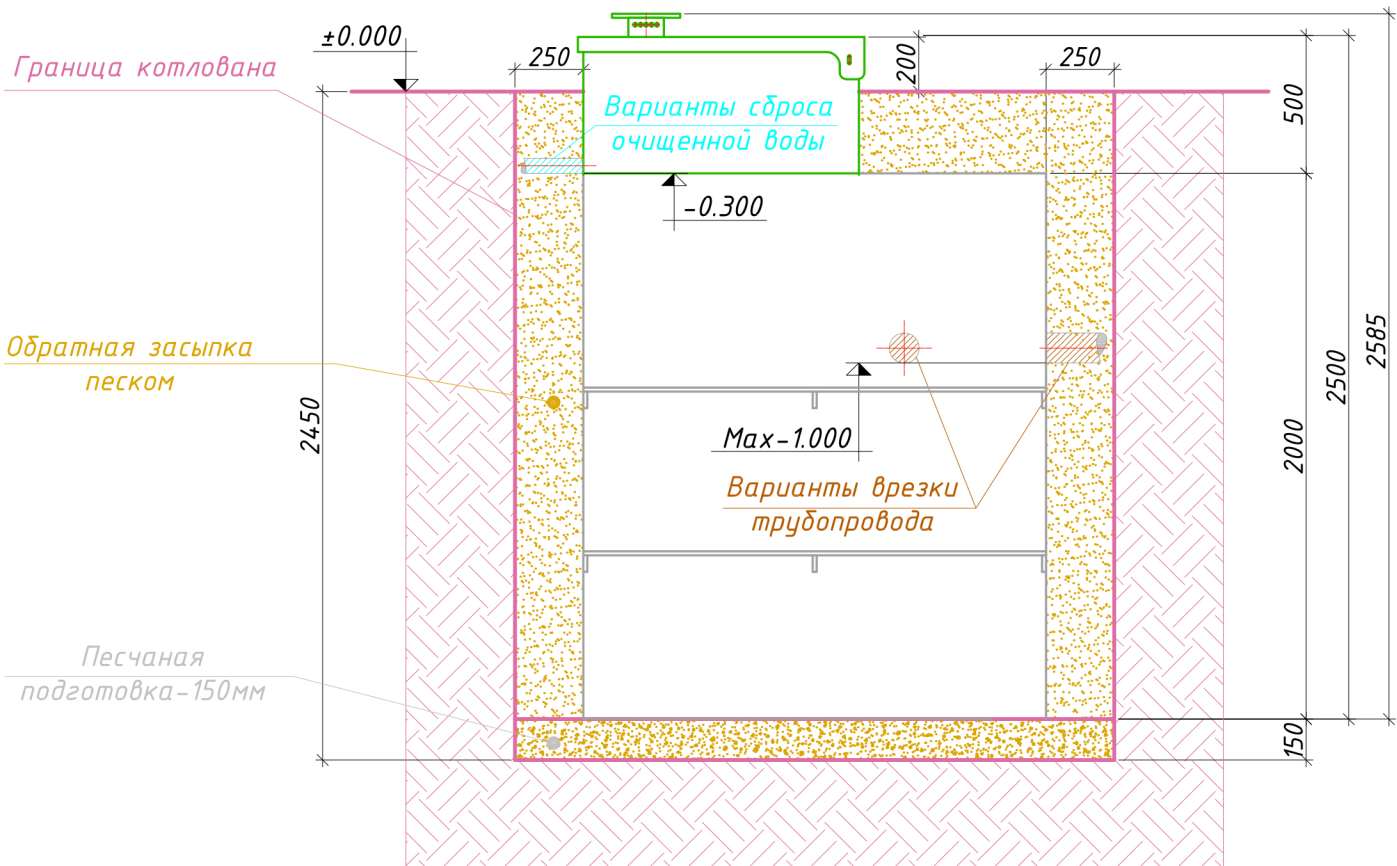 ±0.000
250
200
250
Граница котлована
500
Варианты сброса
очищенной воды
-0.300
2585
2500
Обратная засыпка
песком
2450
2000
Max-1.000
Варианты врезки
трубопровода
Песчаная
подготовка-150мм
150